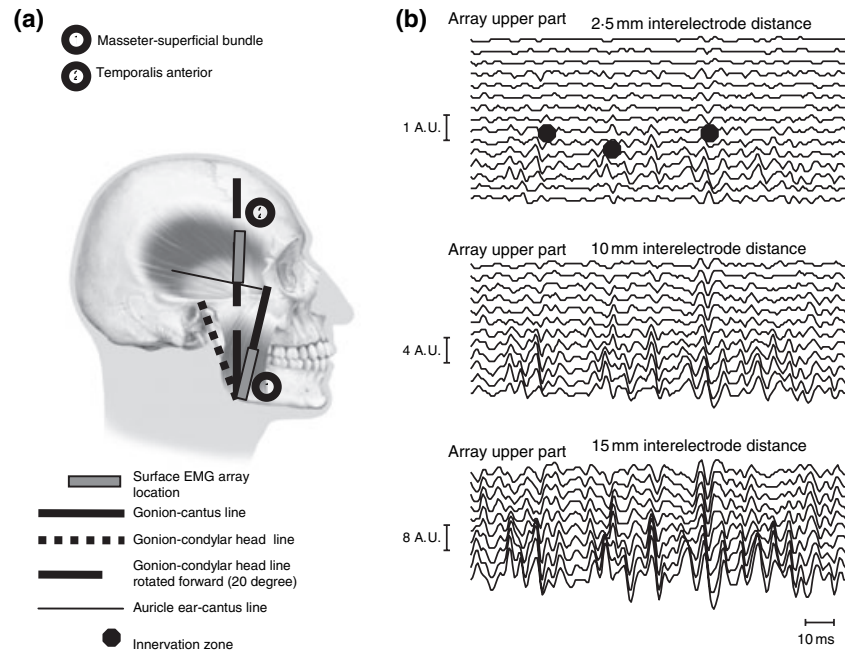 (a)
Masseter-superficial bundle
Temporalis anterior
Surface EMG array
location
Gonion-cantus line
Gonion-condylar head line
Gonion-condylar head line
rotated forward (20 degree)
Auricle ear-cantus line
Innervation zone
(b)
Array upper part
2·5 mm interelectrode distance
1 A.U.
Array upper part
10 mm interelectrode distance
4 A.U.
Array upper part
15 mm interelectrode distance
8 A.U.
10 ms